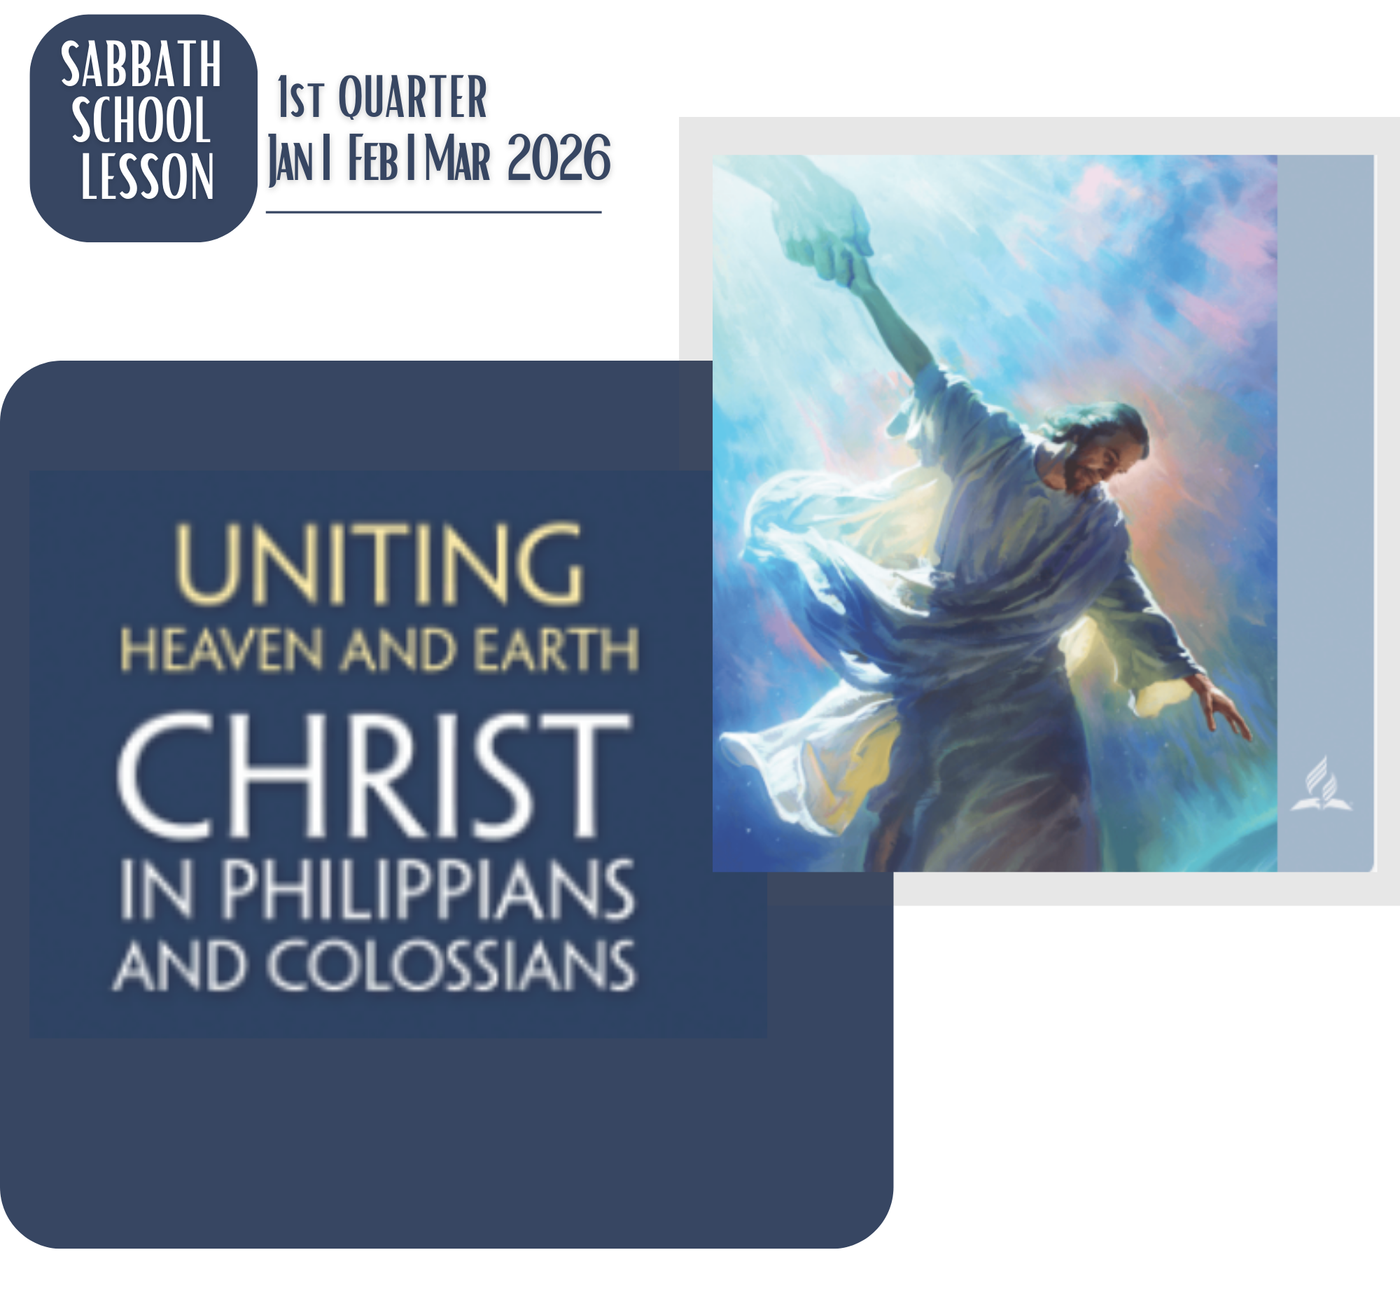 SABBATH
SCHOOL
LESSON
1ST QUARTER
JAN | FEB | MAR 2026
UNITING
HEAVEN AND EARTH
CHRIST
IN PHILIPPIANS
AND COLOSSIANS